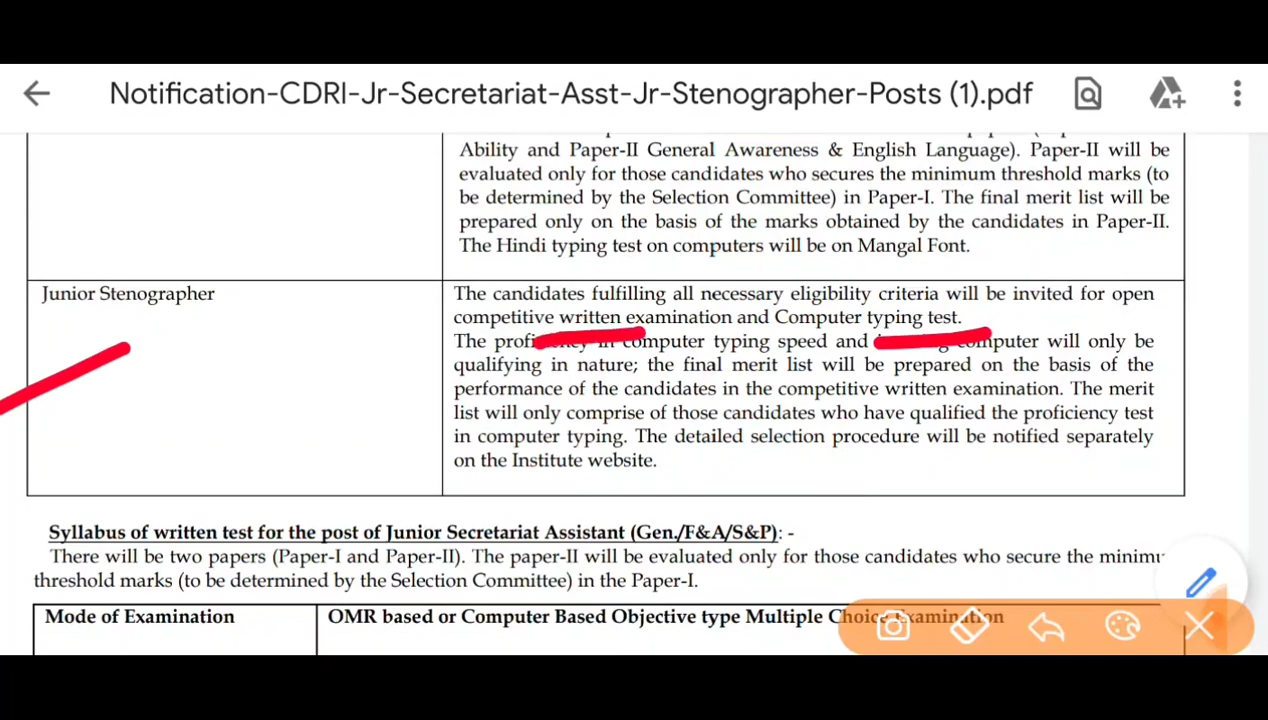 Notification-CDRI-Jr-Secretariat-Asst-Jr-Stenographer-Posts (1).pdf
Ability and Paper-II General Awareness & English Language). Paper-II will be
evaluated only for those candidates who secures the minimum threshold marks (to
be determined by the Selection Committee) in Paper-I. The final merit list will be
prepared only on the basis of the marks obtained by the candidates in Paper-II.
The Hindi typing test on computers will be on Mangal Font.
Junior Stenographer
The candidates fulfilling all necessary eligibility criteria will be invited for open
competitive written examination and Computer typing test.
The proficiency in computer typing speed and computer will only be
qualifying in nature; the final merit list will be prepared on the basis of the
performance of the candidates in the competitive written examination. The merit
list will only comprise of those candidates who have qualified the proficiency test
in computer typing. The detailed selection procedure will be notified separately
on the Institute website.
Syllabus of written test for the post of Junior Secretariat Assistant (Gen./F&A/S&P): -
There will be two papers (Paper-I and Paper-II). The paper-II will be evaluated only for those candidates who secure the minimu
threshold marks (to be determined by the Selection Committee) in the Paper-I.
Mode of Examination
OMR based or Computer Based Objective type Multiple Choice Examination